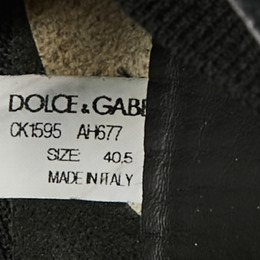 DOLCE & GABB
CK1595 AH677
SIZE: 40.5
MADE IN ITALY